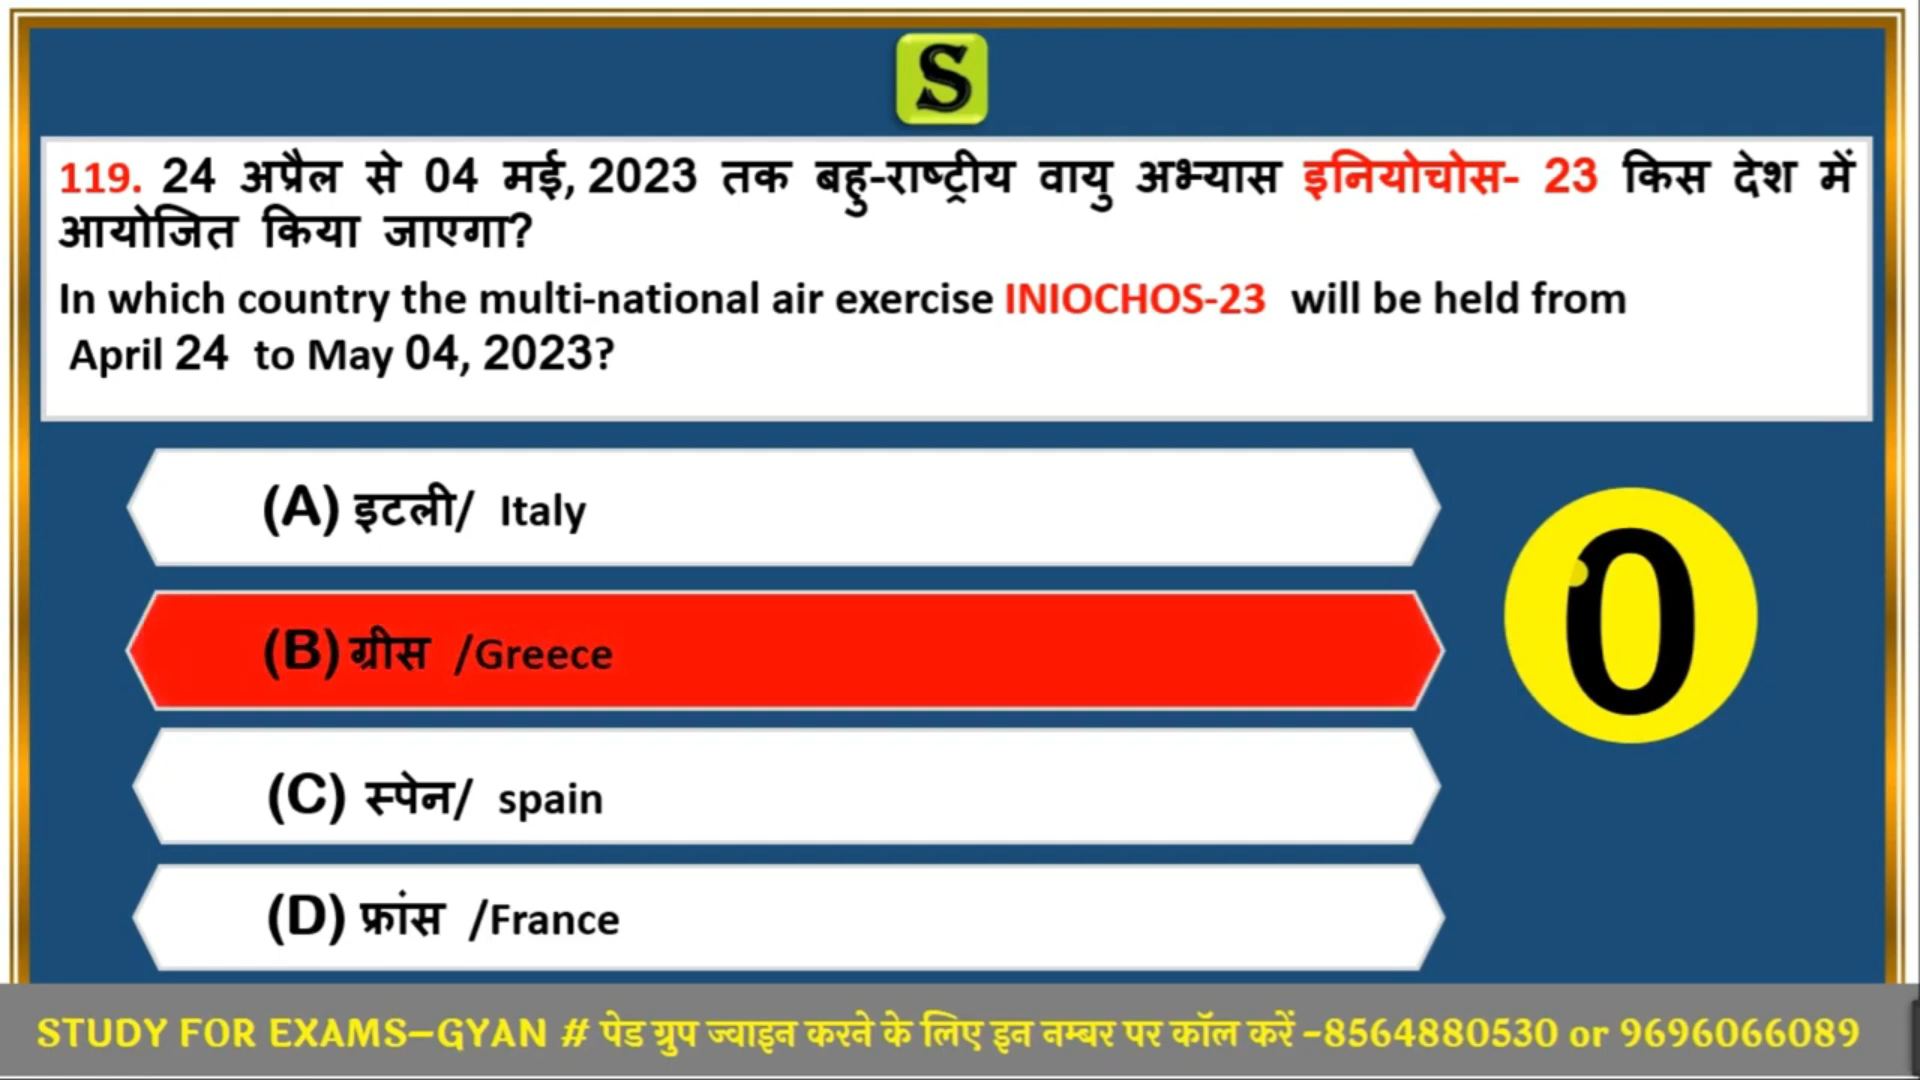 S
119. 24 अप्रैल से 04 मई, 2023 तक बहु-राष्ट्रीय वायु अभ्यास इनियोचोस- 23 किस देश में
आयोजित किया जाएगा?
In which country the multi-national air exercise INIOCHOS-23 will be held from
April 24 to May 04, 2023?
(A) इटली/ Italy
(B) ग्रीस /Greece
0
(C) स्पेन/ spain
(D) फ्रांस /France
STUDY FOR EXAMS-GYAN # पेड ग्रुप ज्वाइन करने के लिए इन नम्बर पर कॉल करें -8564880530 or 9696066089